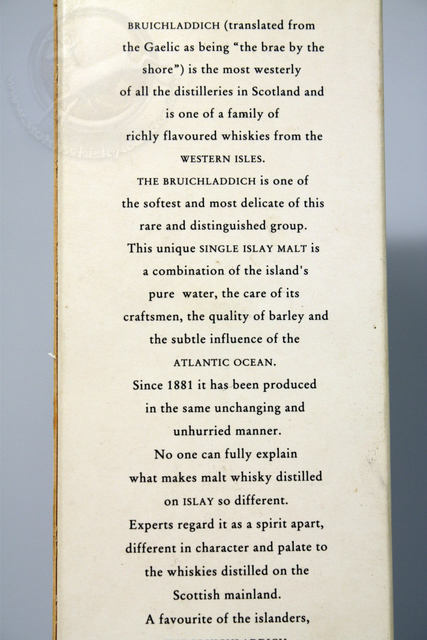 BRUICHLADDICH (translated from
the Gaelic as being "the brae by the
shore") is the most westerly
of all the distilleries in Scotland and
is one of a family of
richly flavoured whiskies from the
WESTERN ISLES.
THE BRUICHLADDICH is one of
the softest and most delicate of this
rare and distinguished group.
This unique SINGLE ISLAY MALT is
a combination of the island's
pure water, the care of its
craftsmen, the quality of barley and
the subtle influence of the
ATLANTIC OCEAN.
Since 1881 it has been produced
in the same unchanging and
unhurried manner.
No one can fully explain
what makes malt whisky distilled
on ISLAY so different.
Experts regard it as a spirit apart,
different in character and palate to
the whiskies distilled on the
Scottish mainland.
A favourite of the islanders,